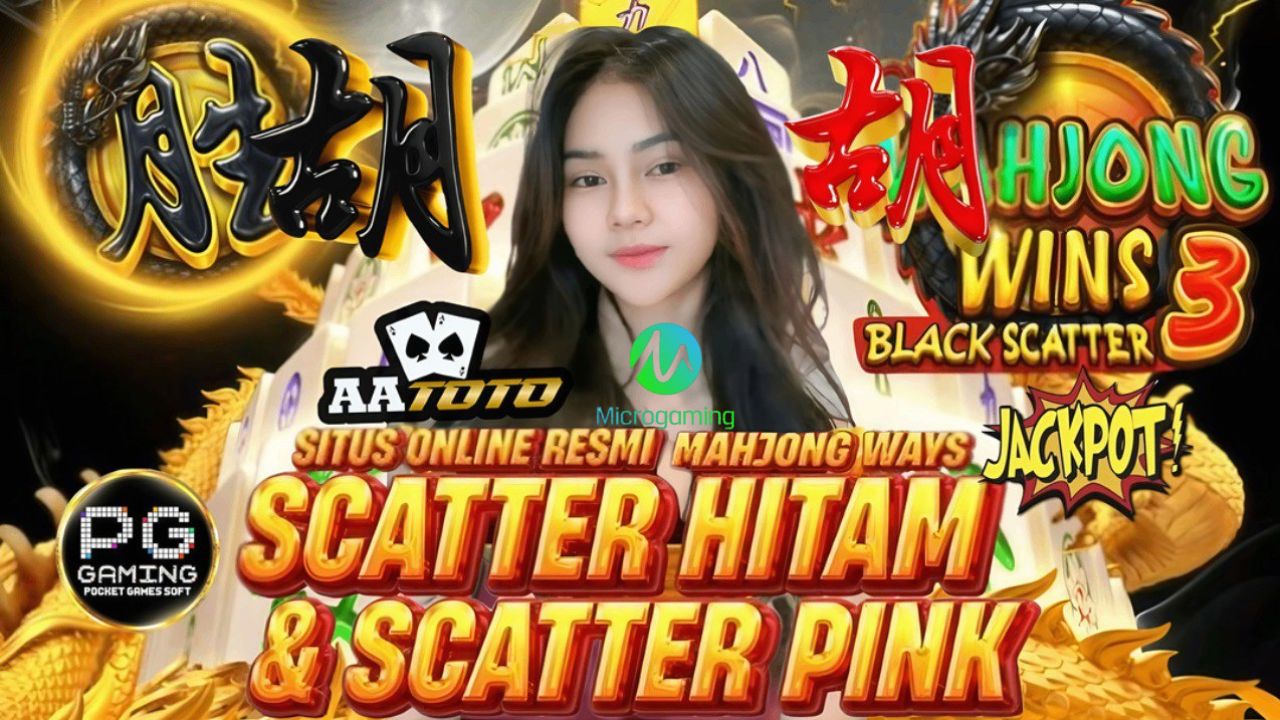 胜胡
胡
MAHJONG
WINS 3
BLACK SCATTER
AATOTO
Microgaming
SITUS ONLINE RESMI MAHJONG WAYS
JACKPOT!
SCATTER HITAM
& SCATTER PINK
PG
GAMING
POCKET GAMES SOFT